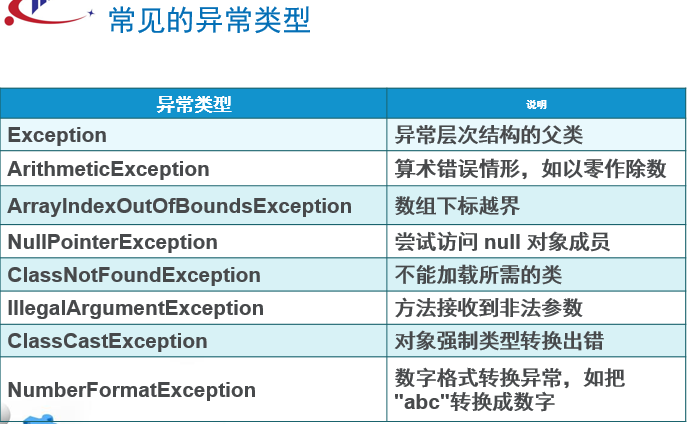 常见的异常类型
异常类型 说明
Exception 异常层次结构的父类
ArithmeticException 算术错误情形，如以零作除数
ArrayIndexOutOfBoundsException 数组下标越界
NullPointerException 尝试访问 null 对象成员
ClassNotFoundException 不能加载所需的类
IllegalArgumentException 方法接收到非法参数
ClassCastException 对象强制类型转换出错
NumberFormatException 数字格式转换异常，如把
"abc"转换成数字